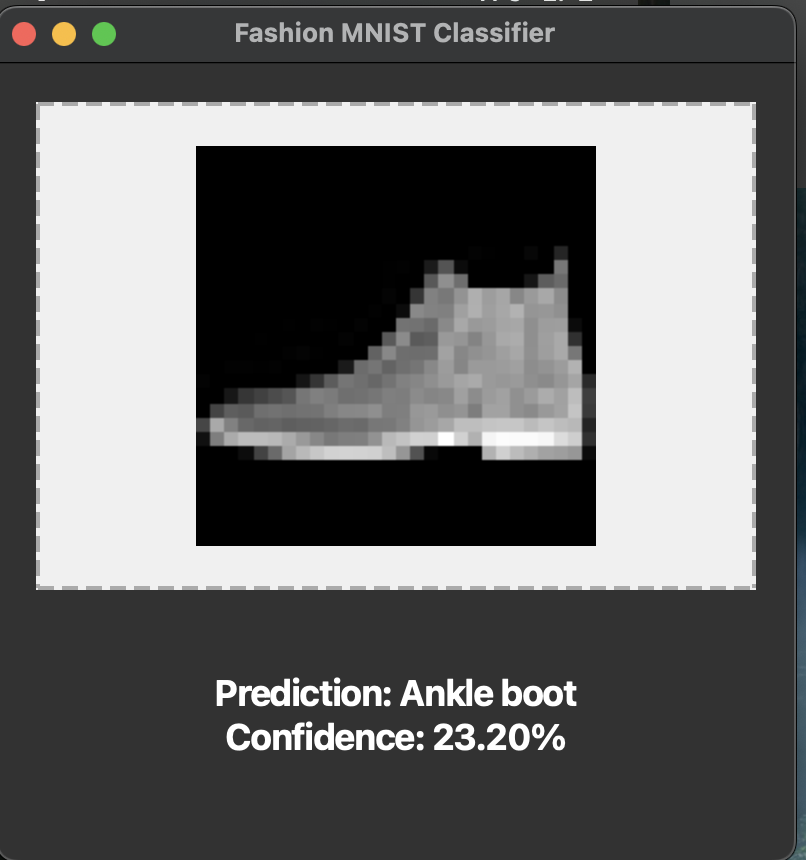 Fashion MNIST Classifier
Prediction: Ankle boot
Confidence: 23.20%